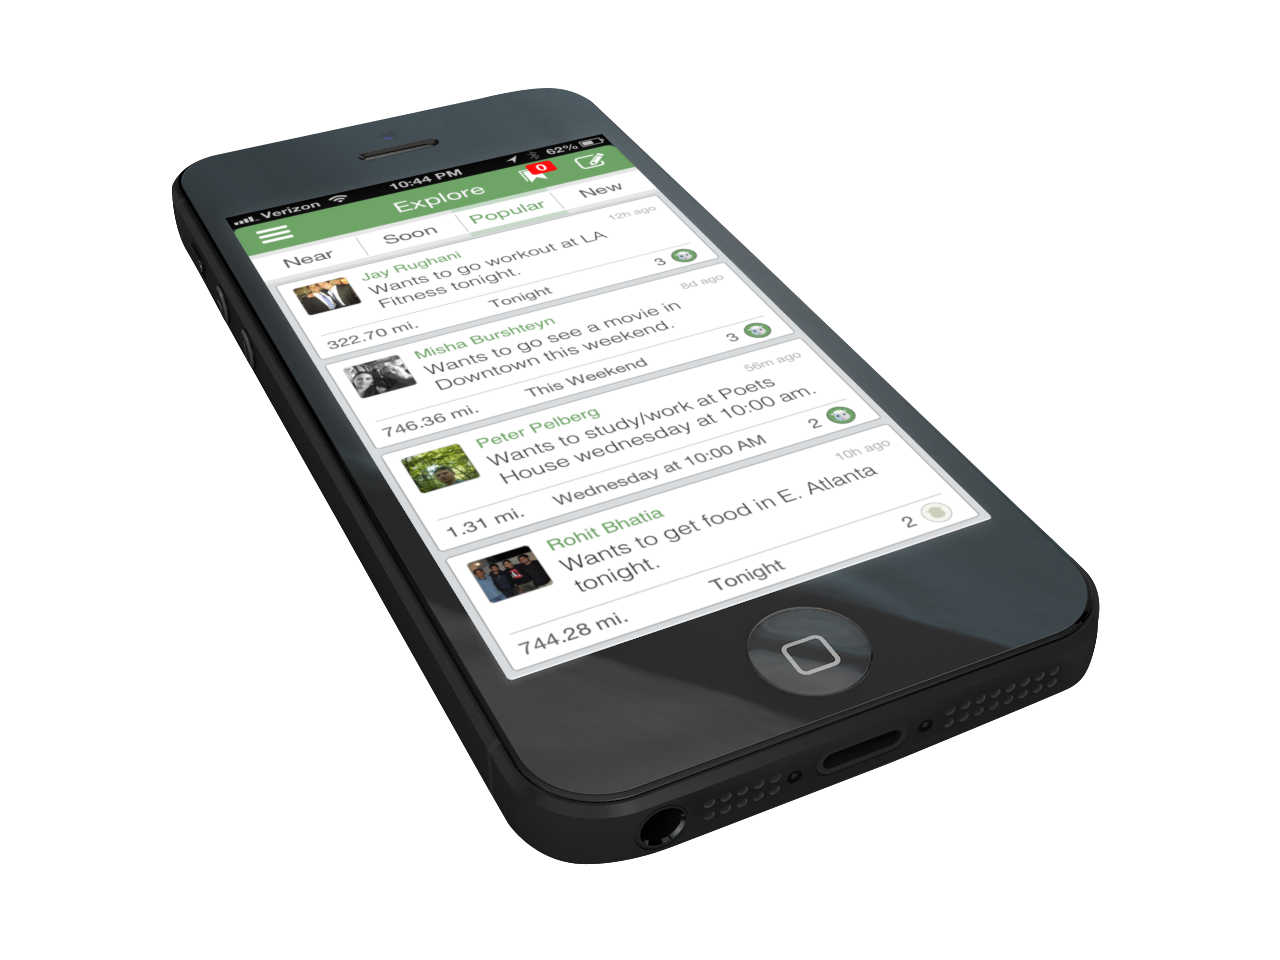 Verizon 10:44 PM 62%
Explore 0
Near Soon Popular New
Jay Rughani 12h ago
Wants to go workout at LA
Fitness tonight.
322.70 mi. Tonight 3
Misha Burshteyn 8d ago
Wants to go see a movie in
Downtown this weekend.
746.36 mi. This Weekend 3
Peter Pelberg 56m ago
Wants to study/work at Poets
House wednesday at 10:00 am.
1.31 mi. Wednesday at 10:00 AM 2
Rohit Bhatia 10h ago
Wants to get food in E. Atlanta
tonight.
744.28 mi. Tonight 2